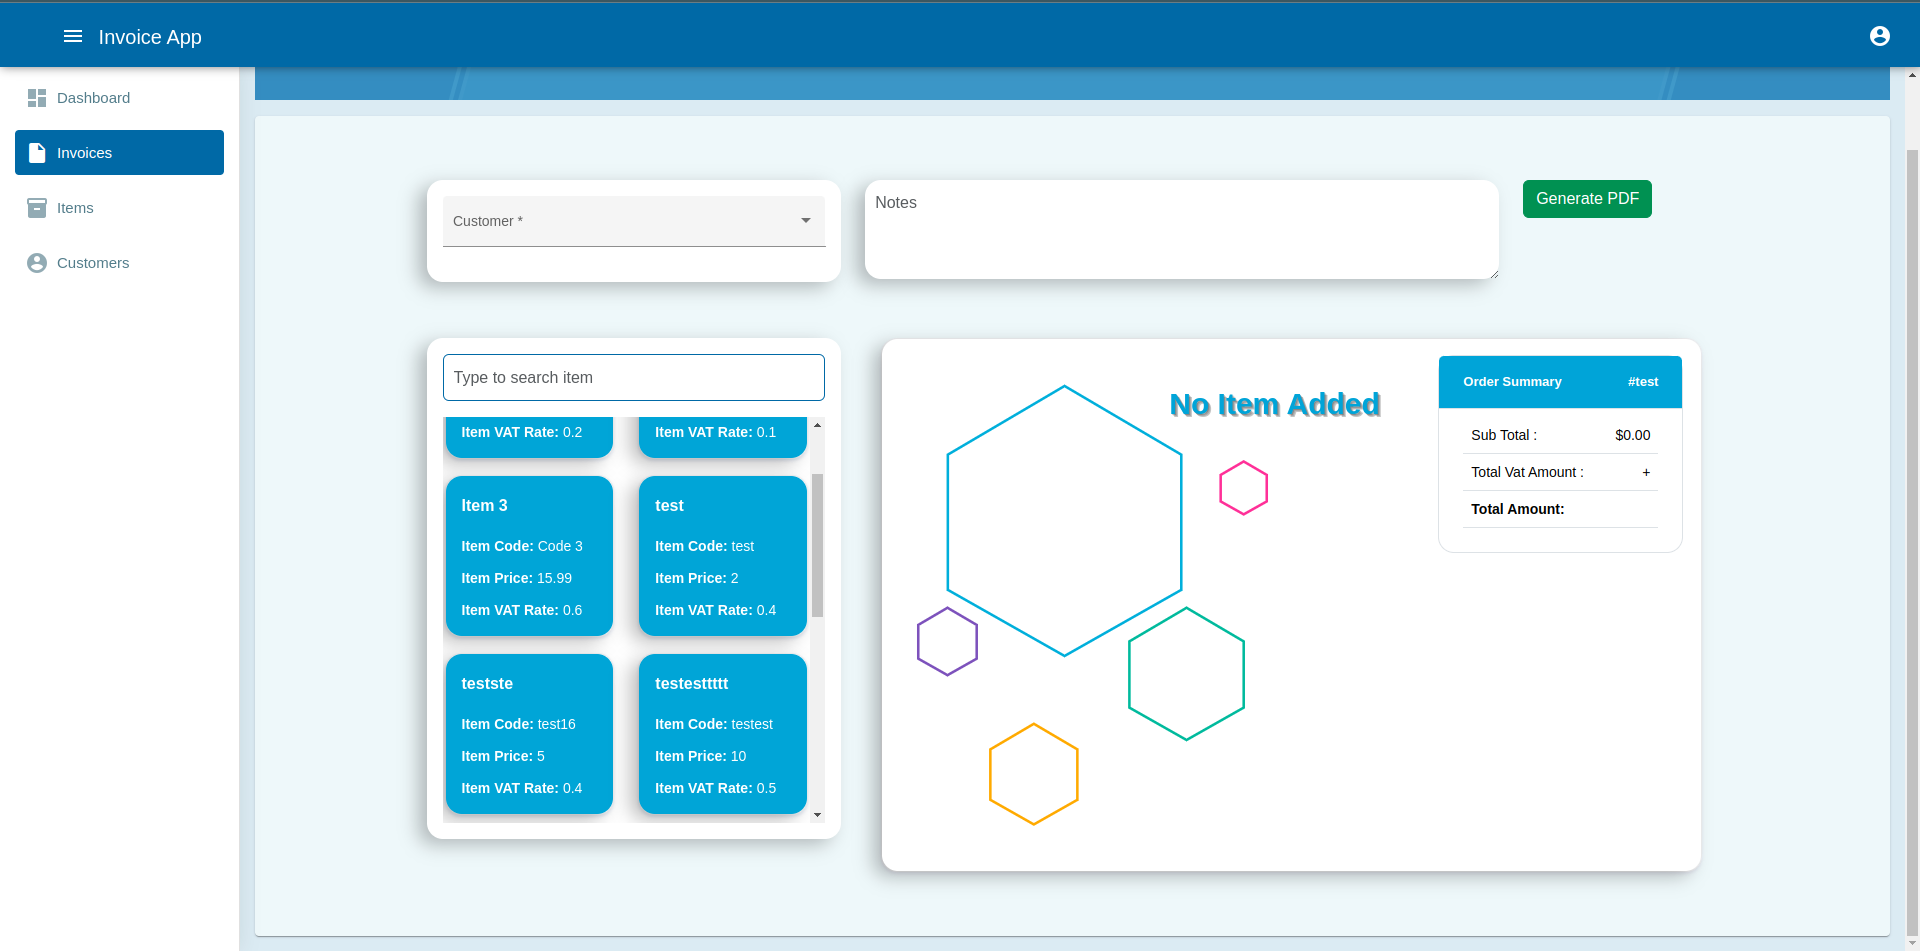 Invoice App
Dashboard
Invoices
Items
Customers
Customer *
Notes
Generate PDF
Type to search item
Item VAT Rate: 0.2
Item VAT Rate: 0.1
Item 3
Item Code: Code 3
Item Price: 15.99
Item VAT Rate: 0.6
test
Item Code: test
Item Price: 2
Item VAT Rate: 0.4
testste
Item Code: test16
Item Price: 5
Item VAT Rate: 0.4
testesttttt
Item Code: testest
Item Price: 10
Item VAT Rate: 0.5
No Item Added
Order Summary #test
Sub Total : $0.00
Total Vat Amount : +
Total Amount: